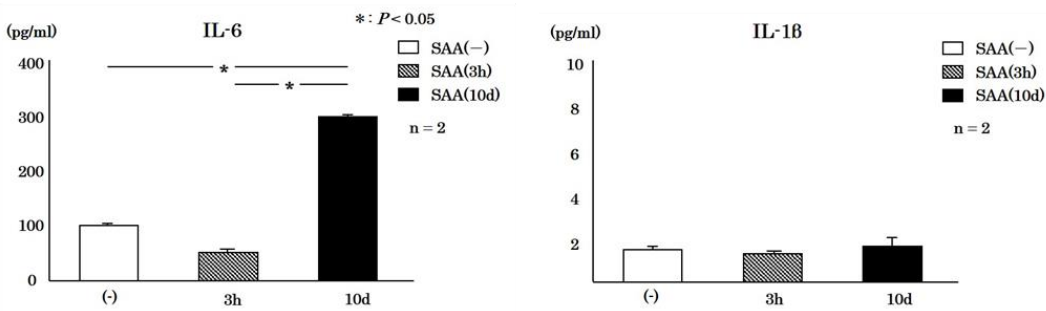 IL-6
*: P < 0.05
(pg/ml)
SAA(−)
SAA(3h)
SAA(10d)
n = 2
400
300
200
100
0
*
*
(-)
3h
10d
IL-1ß
(pg/ml)
SAA(−)
SAA(3h)
SAA(10d)
n = 2
10
8
6
4
2
(-)
3h
10d